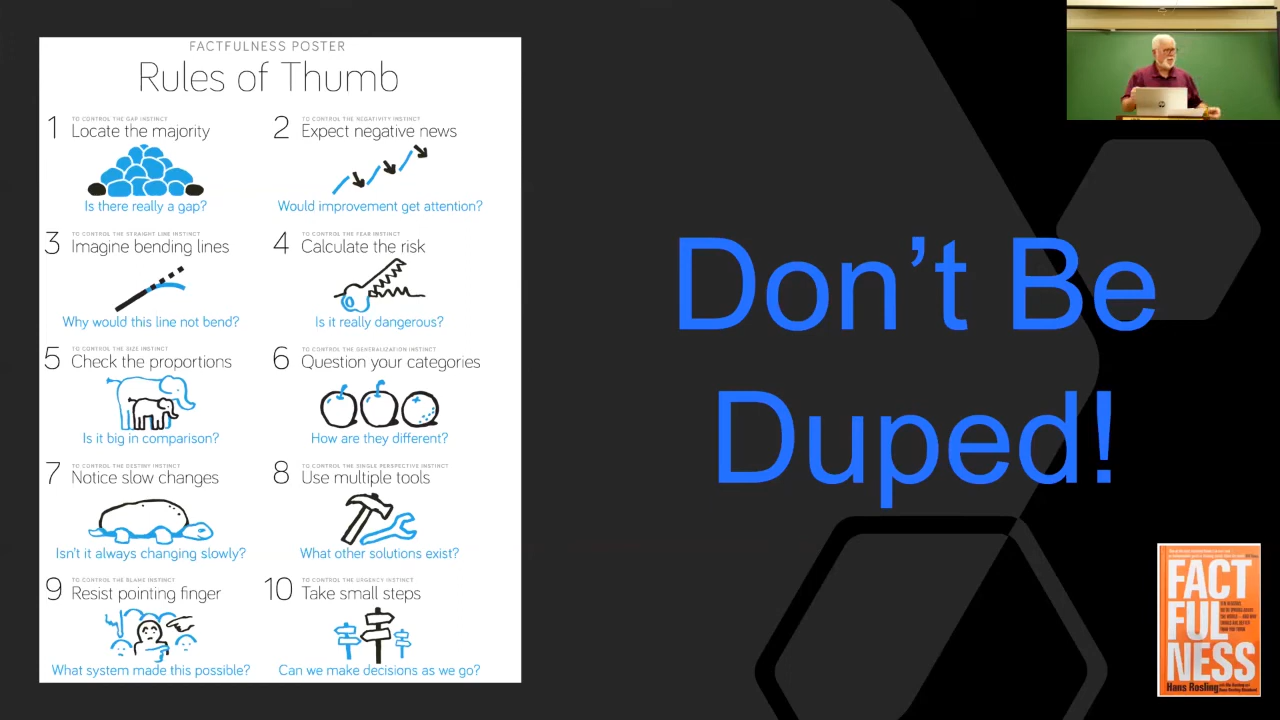 FACTFULNESS POSTER
Rules of Thumb
1 TO CONTROL THE GAP INSTINCT
Locate the majority
Is there really a gap?
2 TO CONTROL THE NEGATIVITY INSTINCT
Expect negative news
Would improvement get attention?
3 TO CONTROL THE STRAIGHT LINE INSTINCT
Imagine bending lines
Why would this line not bend?
4 TO CONTROL THE FEAR INSTINCT
Calculate the risk
Is it really dangerous?
5 TO CONTROL THE SIZE INSTINCT
Check the proportions
Is it big in comparison?
6 TO CONTROL THE GENERALIZATION INSTINCT
Question your categories
How are they different?
7 TO CONTROL THE DESTINY INSTINCT
Notice slow changes
Isn't it always changing slowly?
8 TO CONTROL THE SINGLE PERSPECTIVE INSTINCT
Use multiple tools
What other solutions exist?
9 TO CONTROL THE BLAME INSTINCT
Resist pointing finger
What system made this possible?
10 TO CONTROL THE URGENCY INSTINCT
Take small steps
Can we make decisions as we go?
Don't Be
Duped!
FACT
FUL
NESS
Hans Rosling